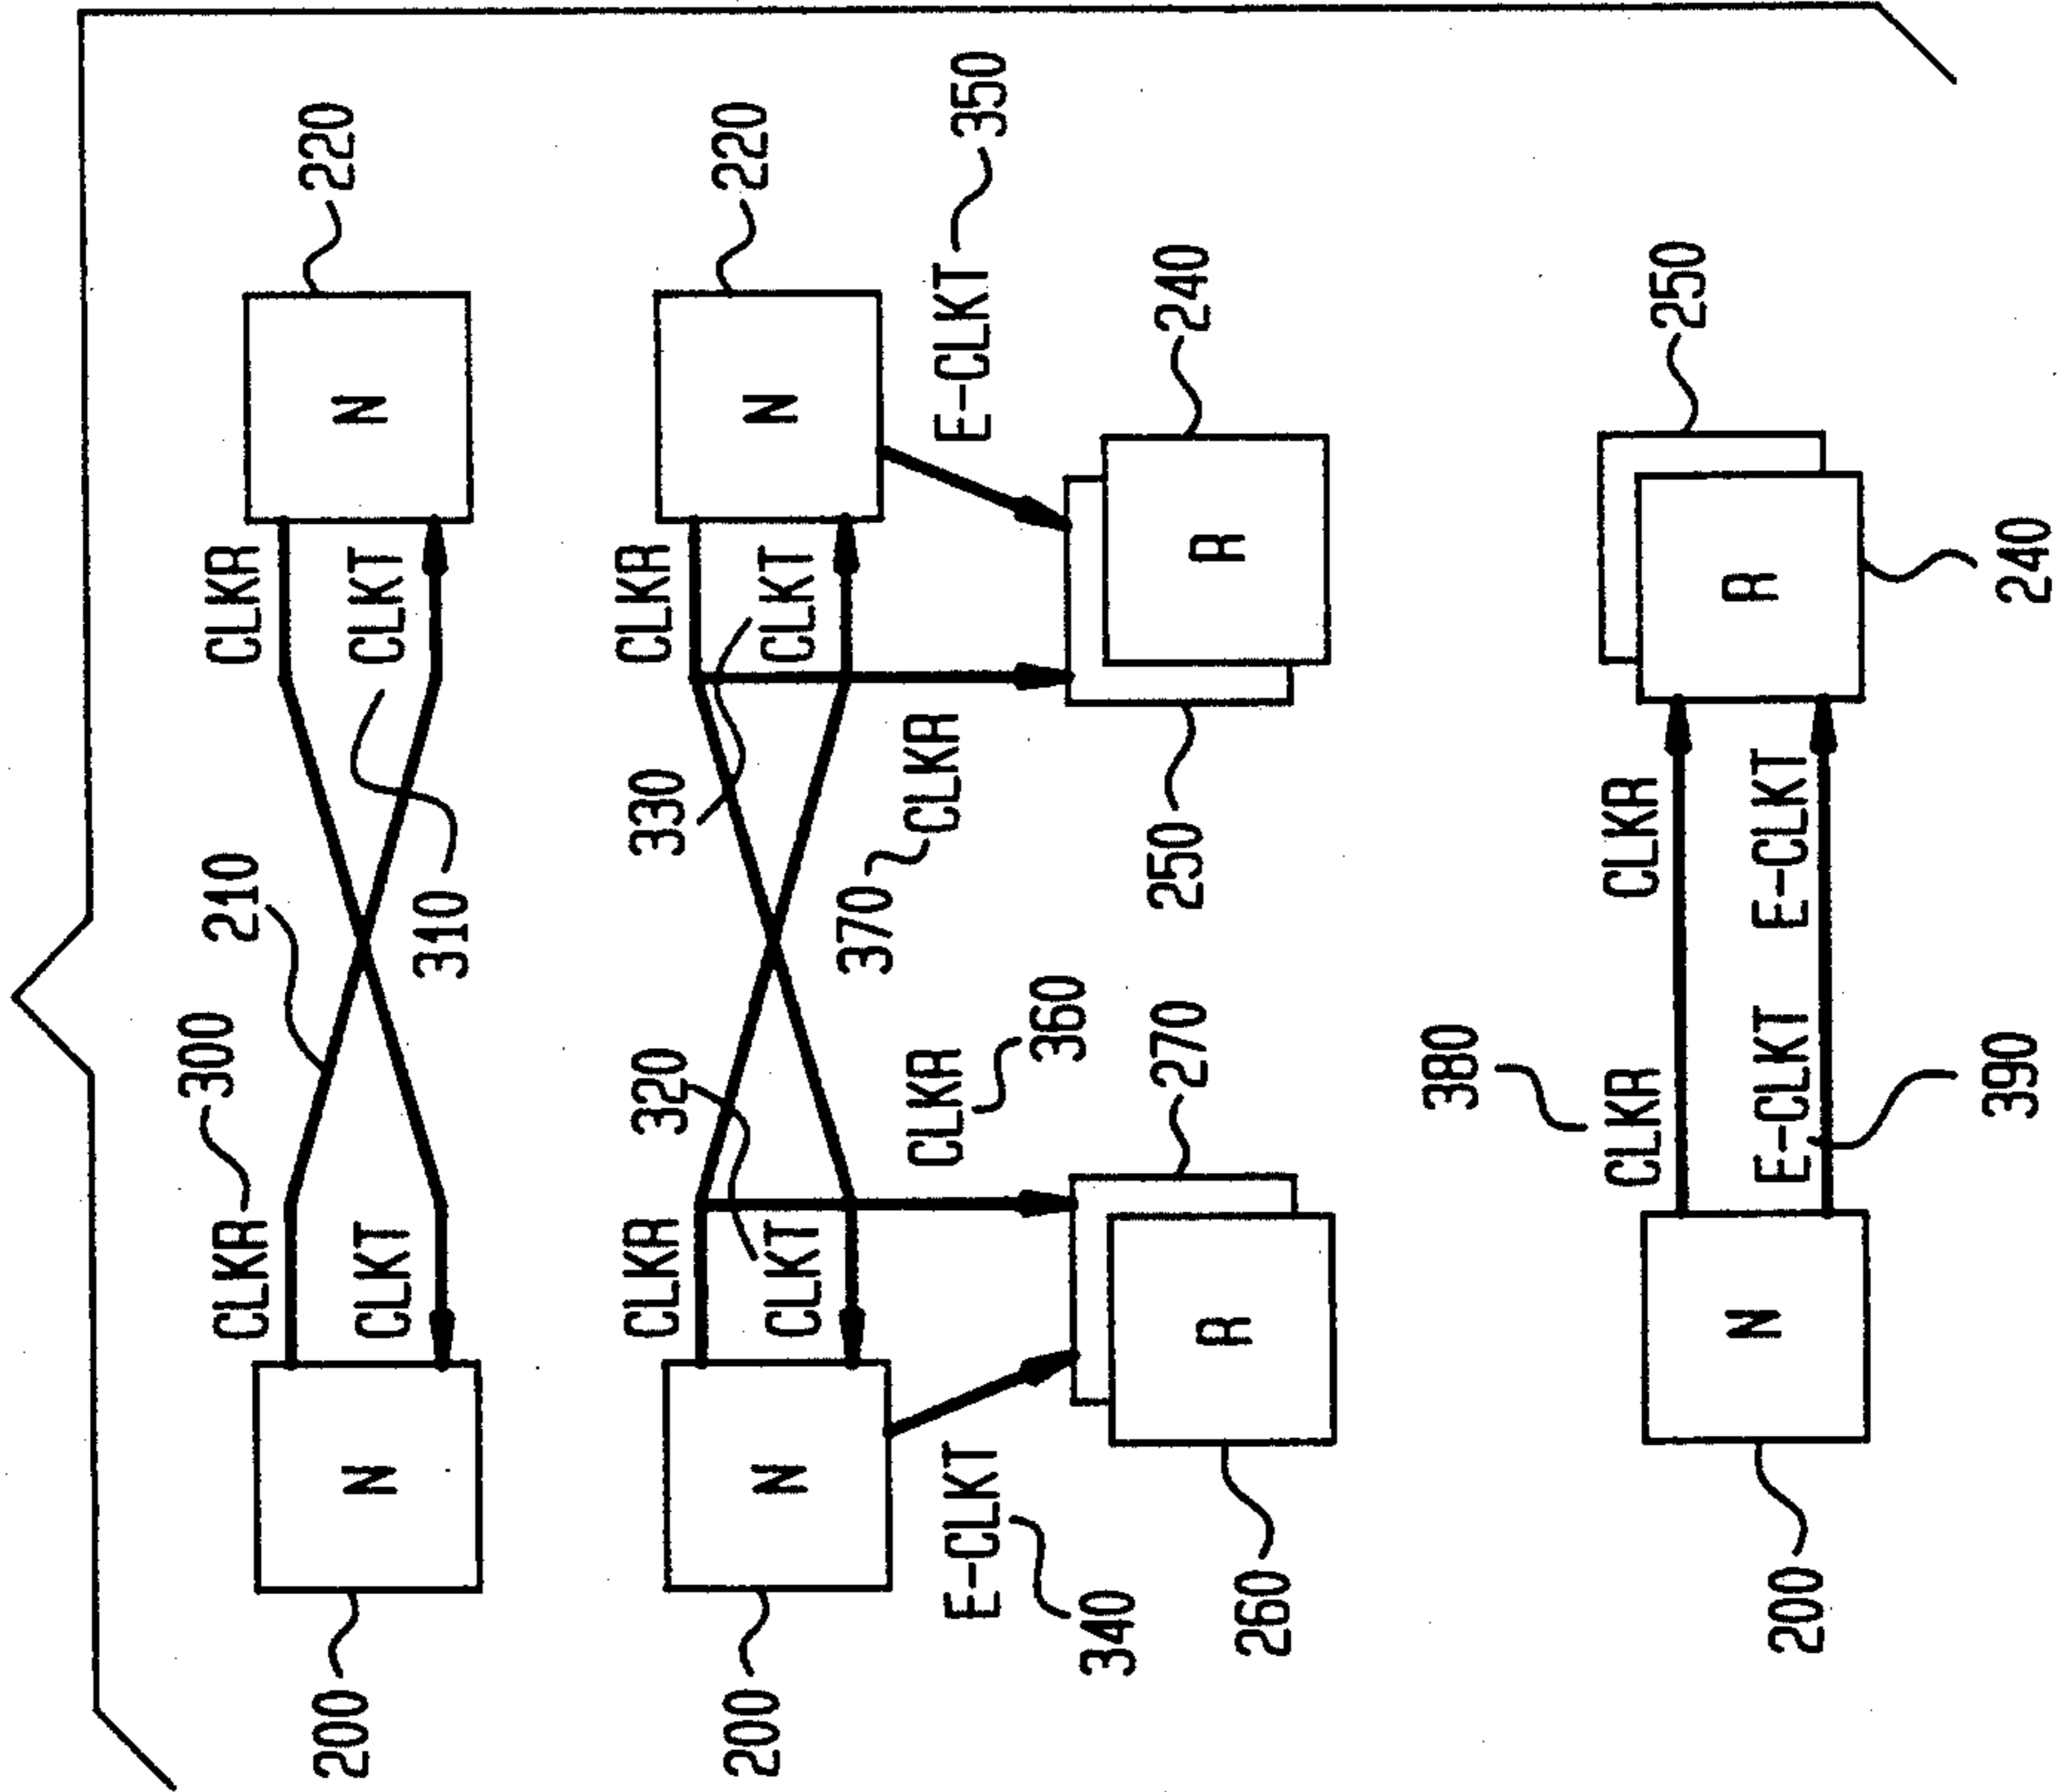 300
210
CLKR CLKR
200 N CLKT CLKT N 220
310
CLKR 320 330 CLKR
200 N CLKT CLKT N 220
370 CLKR
E-CLKT CLKR E-CLKT 350
340 360
270 250 240
R R
260
380
CLKR CLKR 250
200 N E-CLKT E-CLKT R
390 240